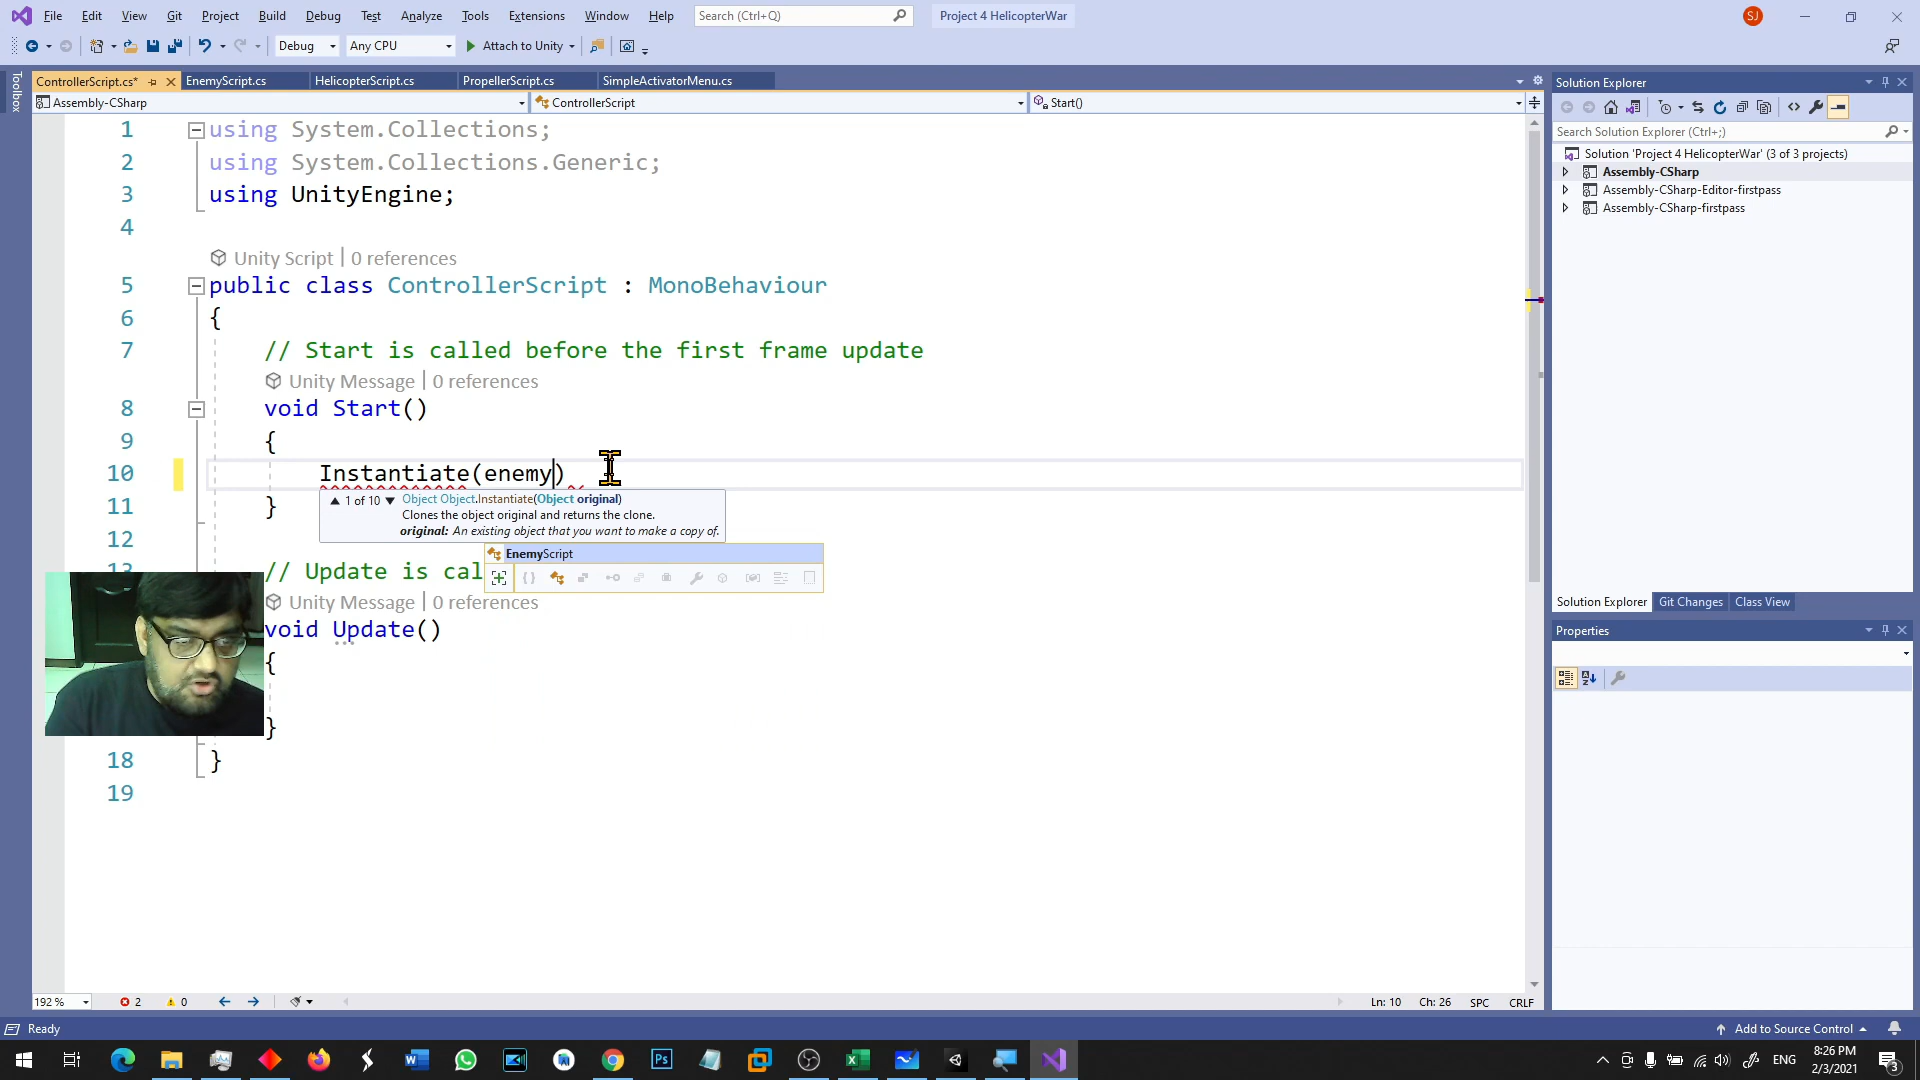 File Edit View Git Project Build Debug Test Analyze Tools Extensions Window Help Search (Ctrl+Q) Project 4 HelicopterWar SJ
Debug Any CPU Attach to Unity
Toolbox
ControllerScript.cs* EnemyScript.cs HelicopterScript.cs PropellerScript.cs SimpleActivatorMenu.cs
Assembly-CSharp ControllerScript Start()
1 using System.Collections;
2 using System.Collections.Generic;
3 using UnityEngine;
4
Unity Script | 0 references
5 public class ControllerScript : MonoBehaviour
6 {
7 // Start is called before the first frame update
Unity Message | 0 references
8 void Start()
9 {
10 Instantiate(enemy)
1 of 10 Object Object.Instantiate(Object original)
Clones the object original and returns the clone.
original: An existing object that you want to make a copy of.
11 }
12
EnemyScript
13 // Update is cal
Unity Message | 0 references
void Update()
{
}
18 }
19
192 % 2 0 Ln: 10 Ch: 26 SPC CRLF
Solution Explorer
Search Solution Explorer (Ctrl+;)
Solution 'Project 4 HelicopterWar' (3 of 3 projects)
Assembly-CSharp
Assembly-CSharp-Editor-firstpass
Assembly-CSharp-firstpass
Solution Explorer Git Changes Class View
Properties
Ready Add to Source Control
ENG 8:26 PM
2/3/2021
3